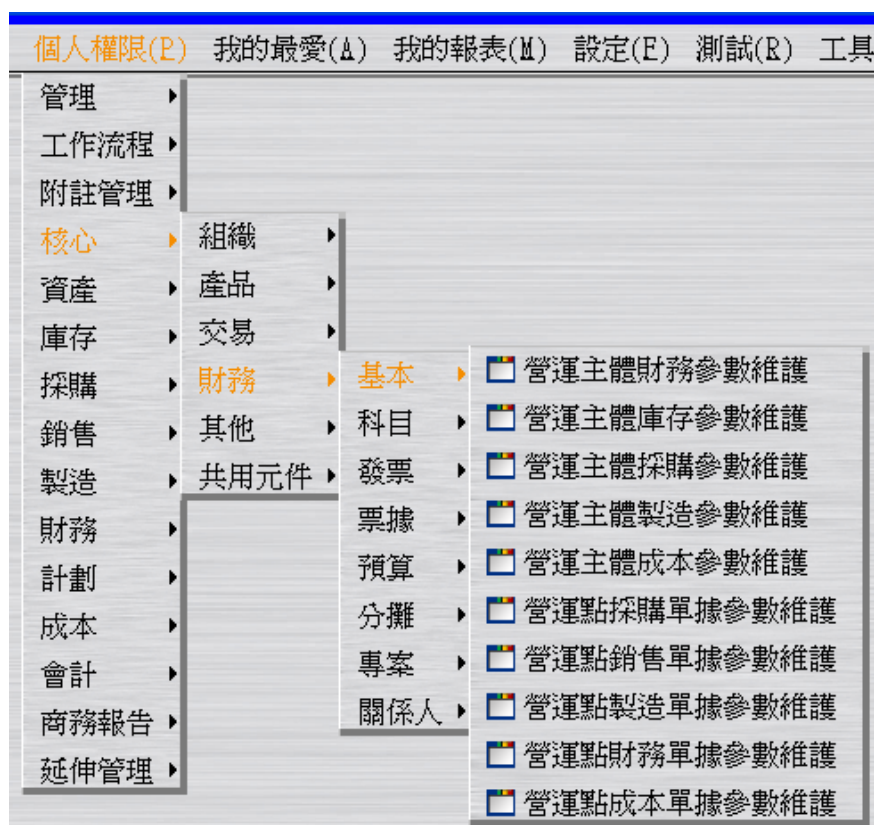 個人權限(P) 我的最愛(A) 我的報表(M) 設定(F) 測試(R) 工具
管理
工作流程
附註管理
核心
資產
庫存
採購
銷售
製造
財務
計劃
成本
會計
商務報告
延伸管理
組織
產品
交易
財務
其他
共用元件
基本
科目
發票
票據
預算
分攤
專案
關係人
營運主體財務參數維護
營運主體庫存參數維護
營運主體採購參數維護
營運主體製造參數維護
營運主體成本參數維護
營運點採購單據參數維護
營運點銷售單據參數維護
營運點製造單據參數維護
營運點財務單據參數維護
營運點成本單據參數維護